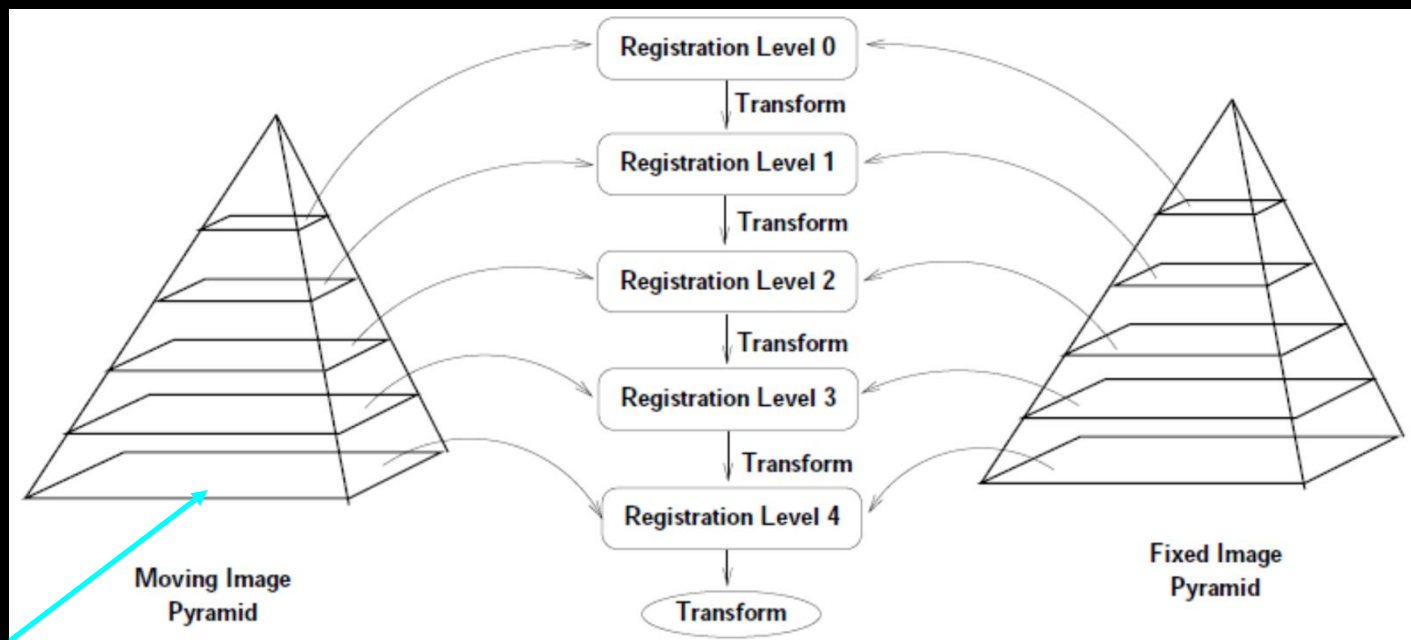 Registration Level 0
Transform
Registration Level 1
Transform
Registration Level 2
Transform
Registration Level 3
Transform
Registration Level 4
Transform
Moving Image
Pyramid
Fixed Image
Pyramid